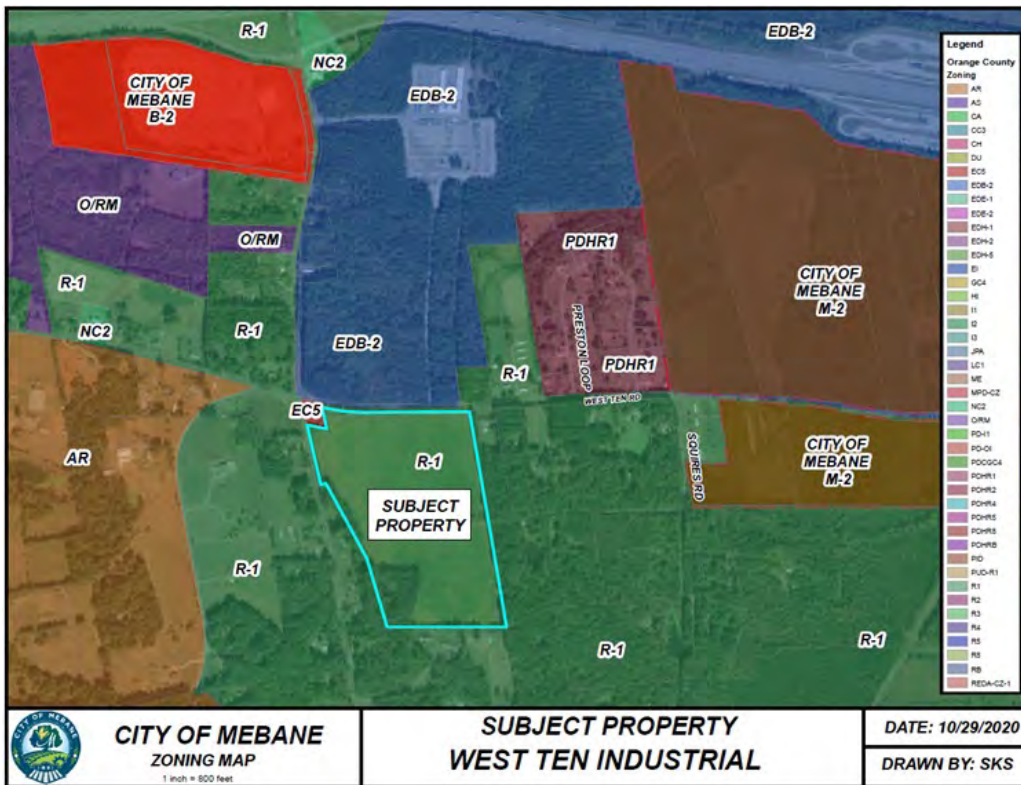 R-1
NC2
EDB-2
EDB-2
CITY OF
MEBANE
B-2
O/RM
O/RM
R-1
NC2
R-1
EDB-2
PDHR1
PRESTON LOOP
PDHR1
R-1
WEST TEN RD
CITY OF
MEBANE
M-2
EC5
AR
R-1
SUBJECT
PROPERTY
SQUIRES RD
CITY OF
MEBANE
M-2
R-1
R-1
R-1
Legend
Orange County
Zoning
AR
AS
CA
CC3
CH
DU
EC5
EDB-2
EDE-1
EDE-2
EDH-1
EDH-2
EDH-5
EI
GC4
HI
I1
I2
I3
JPA
LC1
ME
MPD-CZ
NC2
O/RM
PD-I1
PD-OI
PDCGC4
PDHR1
PDHR2
PDHR4
PDHR5
PDHR8
PDHRB
PID
PUD-R1
R1
R2
R3
R4
R5
R8
RB
REDA-CZ-1
CITY OF MEBANE
CITY OF MEBANE
ZONING MAP
1 inch = 800 feet
SUBJECT PROPERTY
WEST TEN INDUSTRIAL
DATE: 10/29/2020
DRAWN BY: SKS